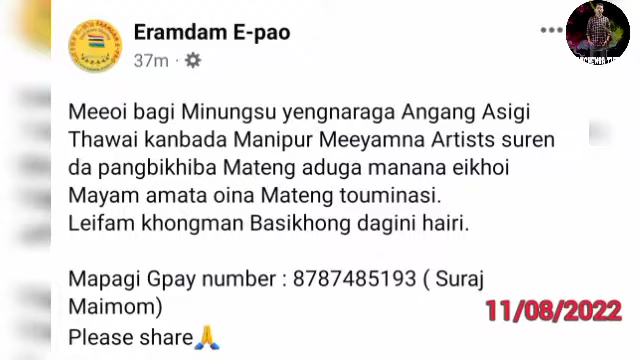 Eramdam E-pao
37m
Meeoi bagi Minungsu yengnaraga Angang Asigi
Thawai kanbada Manipur Meeyamna Artists suren
da pangbikhiba Mateng aduga manana eikhoi
Mayam amata oina Mateng touminasi.
Leifam khongman Basikhong dagini hairi.
Mapagi Gpay number : 8787485193 ( Suraj
Maimom)
11/08/2022
Please share🙏